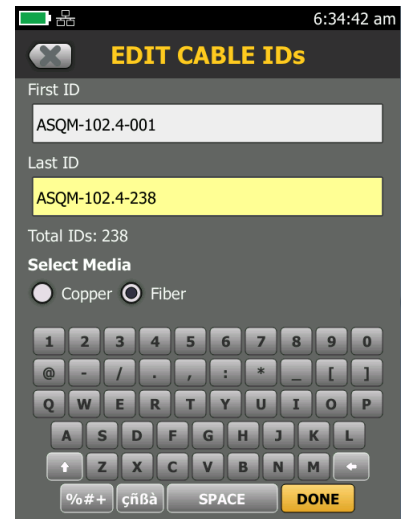 6:34:42 am
EDIT CABLE IDs
First ID
ASQM-102.4-001
Last ID
ASQM-102.4-238
Total IDs: 238
Select Media
Copper Fiber
1 2 3 4 5 6 7 8 9 0
@ - / . , : * _ [ ]
Q W E R T Y U I O P
A S D F G H J K L
Z X C V B N M
%#+ çñßà SPACE DONE